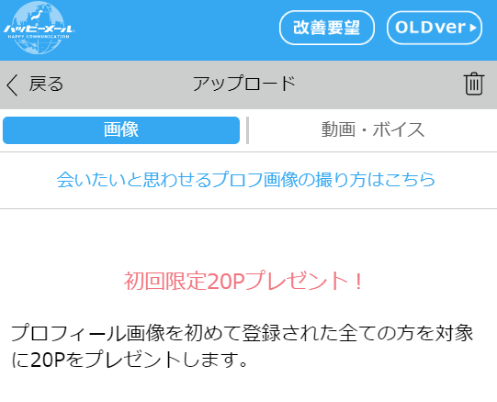 ハッピーメール
HAPPY COMMUNICATION
改善要望
OLDver
戻る
アップロード
画像
動画・ボイス
会いたいと思わせるプロフ画像の撮り方はこちら
初回限定20Pプレゼント！
プロフィール画像を初めて登録された全ての方を対象
に20Pをプレゼントします。